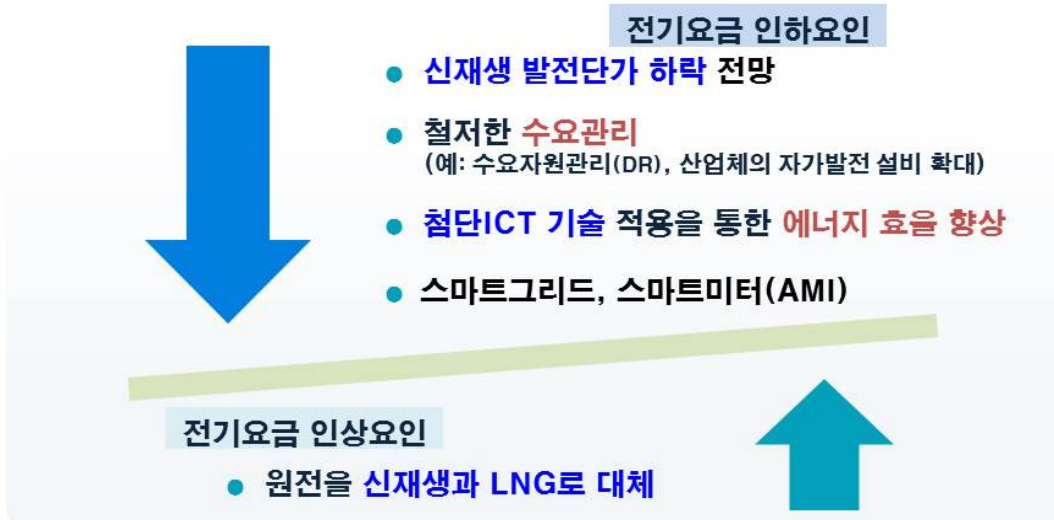 전기요금 인하요인
● 신재생 발전단가 하락 전망
● 철저한 수요관리
(예: 수요자원관리(DR), 산업체의 자가발전 설비 확대)
● 첨단ICT 기술 적용을 통한 에너지 효율 향상
● 스마트그리드, 스마트미터(AMI)
전기요금 인상요인
● 원전을 신재생과 LNG로 대체